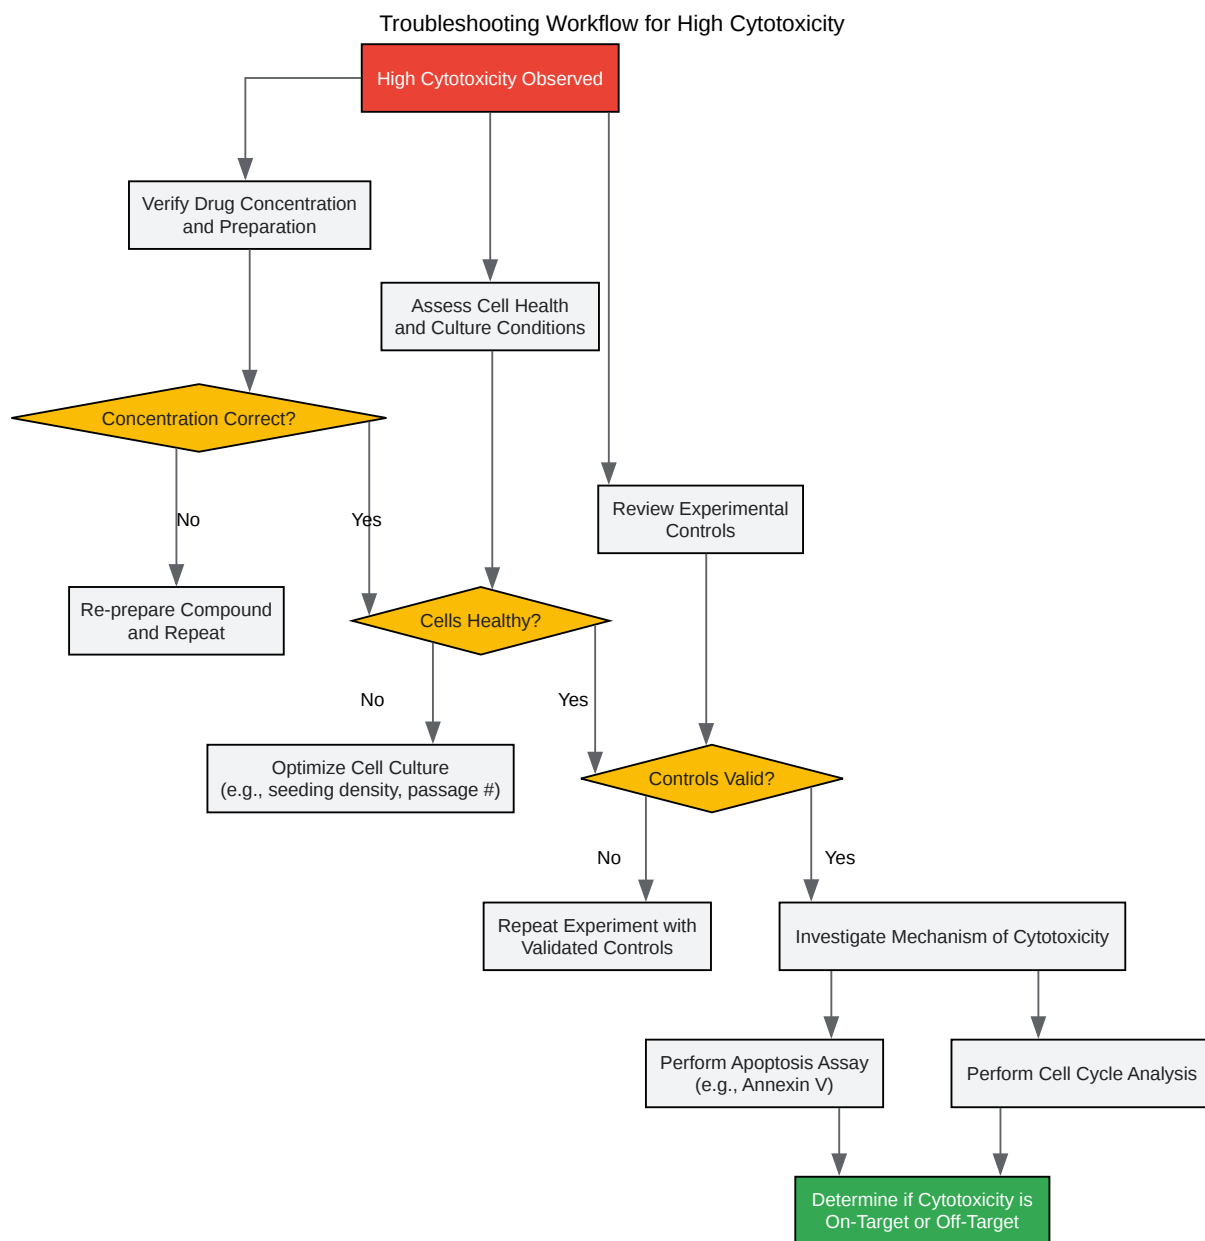 Troubleshooting Workflow for High Cytotoxicity
High Cytotoxicity Observed
Verify Drug Concentration
and Preparation
Assess Cell Health
and Culture Conditions
Concentration Correct?
Review Experimental
Controls
No
Yes
Re-prepare Compound
and Repeat
Cells Healthy?
No
Yes
Optimize Cell Culture
(e.g., seeding density, passage #)
Controls Valid?
No
Yes
Repeat Experiment with
Validated Controls
Investigate Mechanism of Cytotoxicity
Perform Apoptosis Assay
(e.g., Annexin V)
Perform Cell Cycle Analysis
Determine if Cytotoxicity is
On-Target or Off-Target